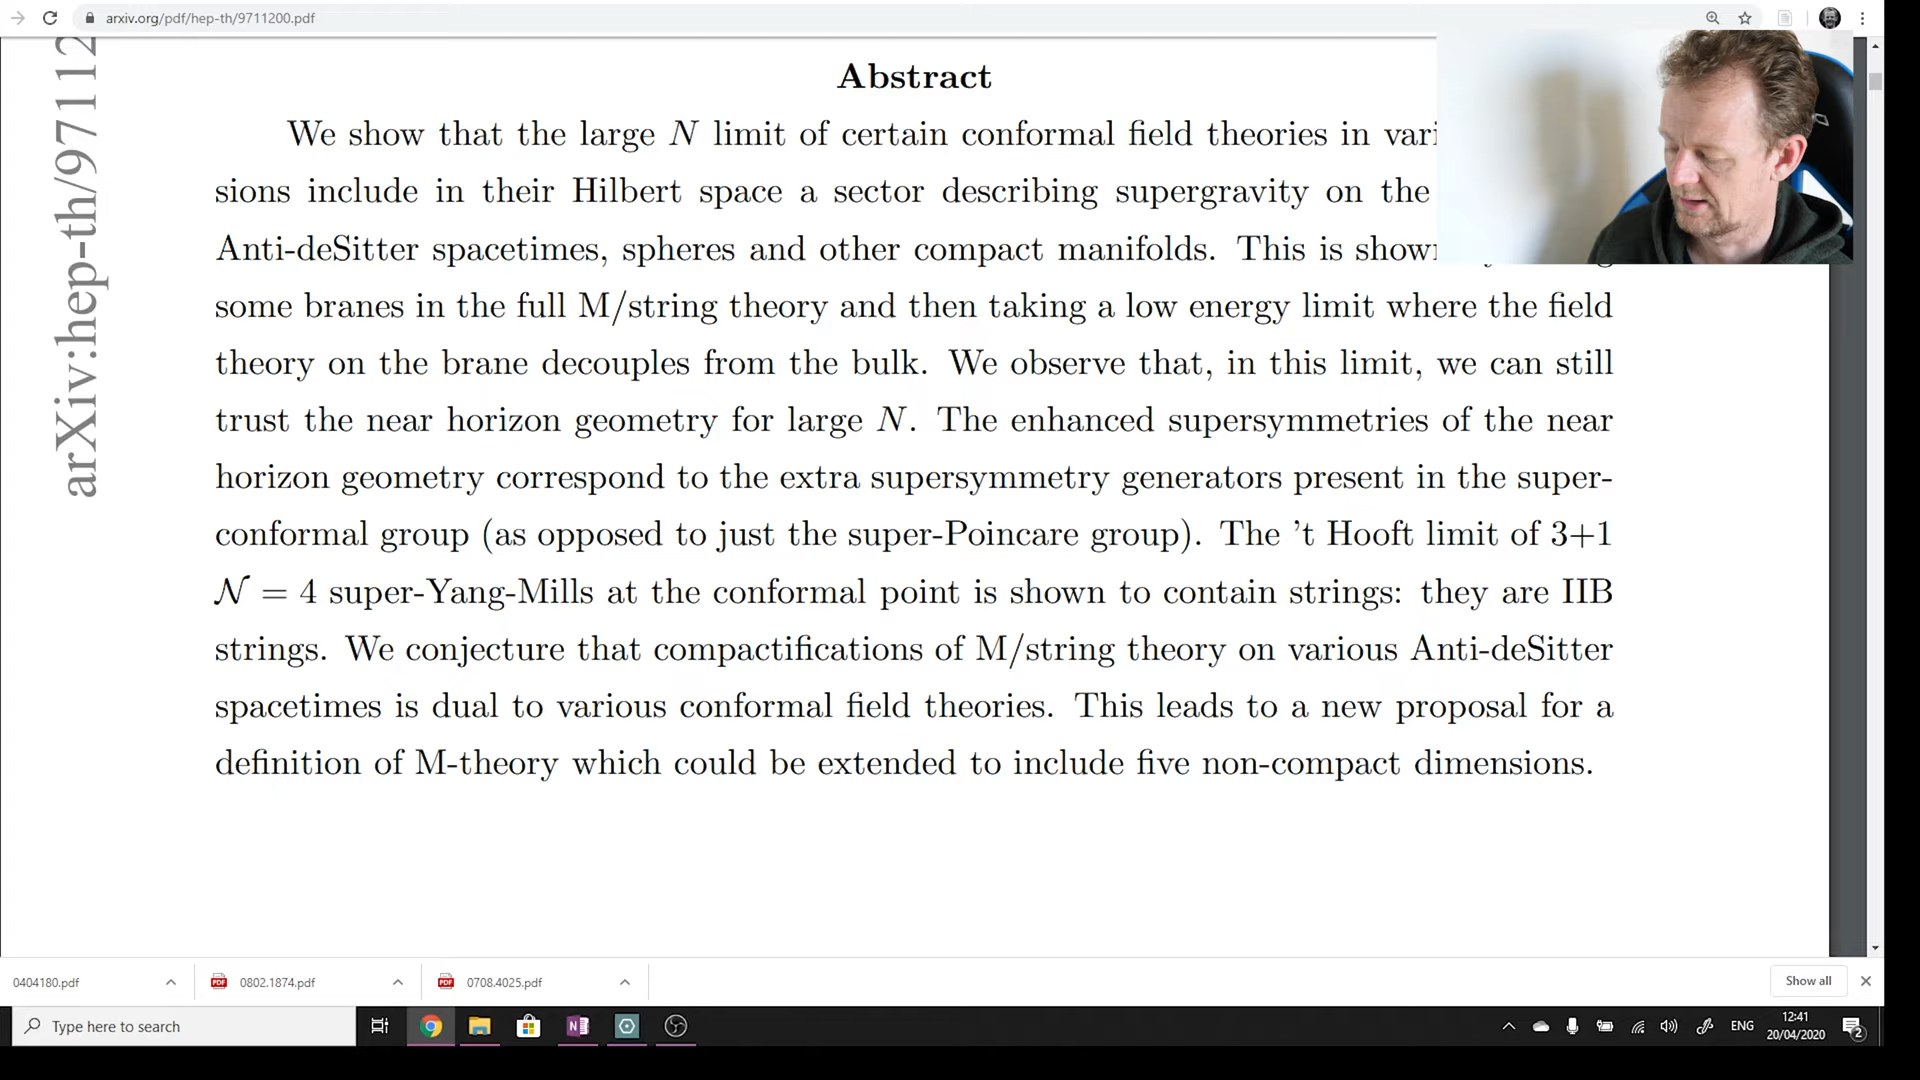 arxiv.org/pdf/hep-th/9711200.pdf
arXiv:hep-th/97112
Abstract
We show that the large N limit of certain conformal field theories in
sions include in their Hilbert space a sector describing supergravity on the
Anti-deSitter spacetimes, spheres and other compact manifolds. This is
some branes in the full M/string theory and then taking a low energy limit where the field
theory on the brane decouples from the bulk. We observe that, in this limit, we can still
trust the near horizon geometry for large N. The enhanced supersymmetries of the near
horizon geometry correspond to the extra supersymmetry generators present in the super-
conformal group (as opposed to just the super-Poincare group). The 't Hooft limit of 3+1
𝒩 = 4 super-Yang-Mills at the conformal point is shown to contain strings: they are IIB
strings. We conjecture that compactifications of M/string theory on various Anti-deSitter
spacetimes is dual to various conformal field theories. This leads to a new proposal for a
definition of M-theory which could be extended to include five non-compact dimensions.
0404180.pdf
0802.1874.pdf
0708.4025.pdf
Show all
Type here to search
ENG
12:41
20/04/2020
2